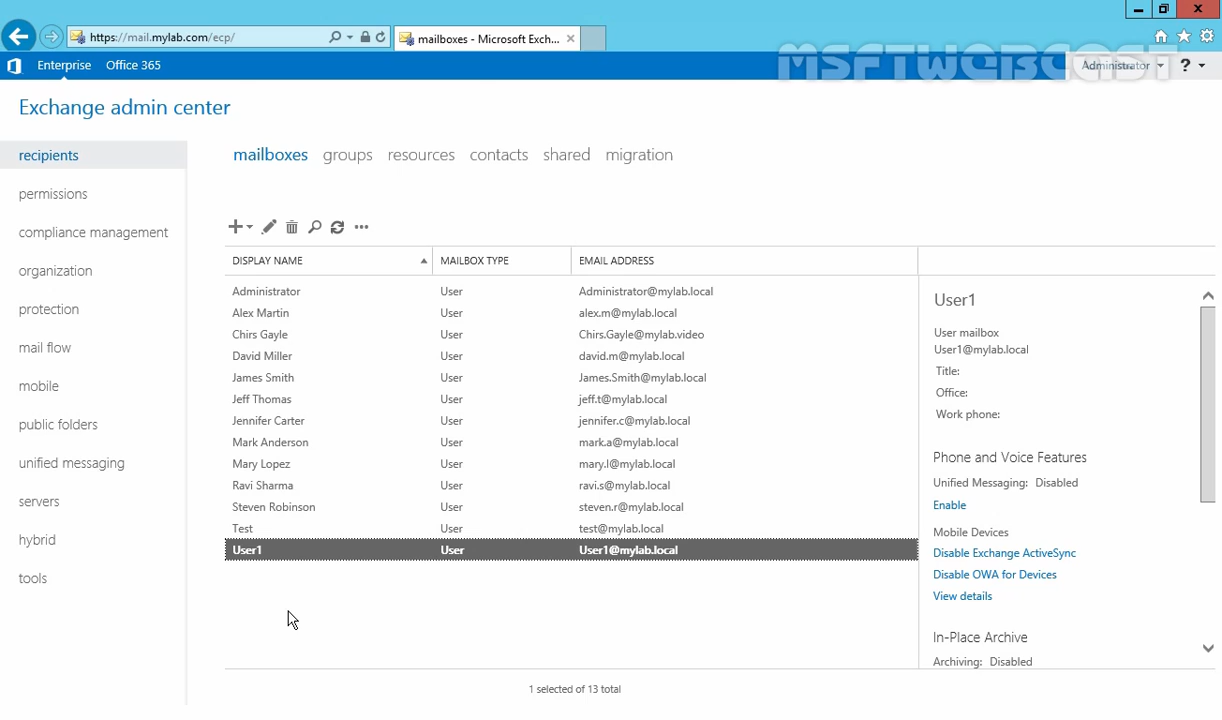 https://mail.mylab.com/ecp/
mailboxes - Microsoft Exch...
Enterprise Office 365
MSFTWEBCAST
Administrator ?
Exchange admin center
recipients
permissions
compliance management
organization
protection
mail flow
mobile
public folders
unified messaging
servers
hybrid
tools
mailboxes groups resources contacts shared migration
DISPLAY NAME MAILBOX TYPE EMAIL ADDRESS
Administrator User Administrator@mylab.local
Alex Martin User alex.m@mylab.local
Chirs Gayle User Chirs.Gayle@mylab.video
David Miller User david.m@mylab.local
James Smith User James.Smith@mylab.local
Jeff Thomas User jeff.t@mylab.local
Jennifer Carter User jennifer.c@mylab.local
Mark Anderson User mark.a@mylab.local
Mary Lopez User mary.l@mylab.local
Ravi Sharma User ravi.s@mylab.local
Steven Robinson User steven.r@mylab.local
Test User test@mylab.local
User1 User User1@mylab.local
1 selected of 13 total
User1
User mailbox
User1@mylab.local
Title:
Office:
Work phone:
Phone and Voice Features
Unified Messaging: Disabled
Enable
Mobile Devices
Disable Exchange ActiveSync
Disable OWA for Devices
View details
In-Place Archive
Archiving: Disabled